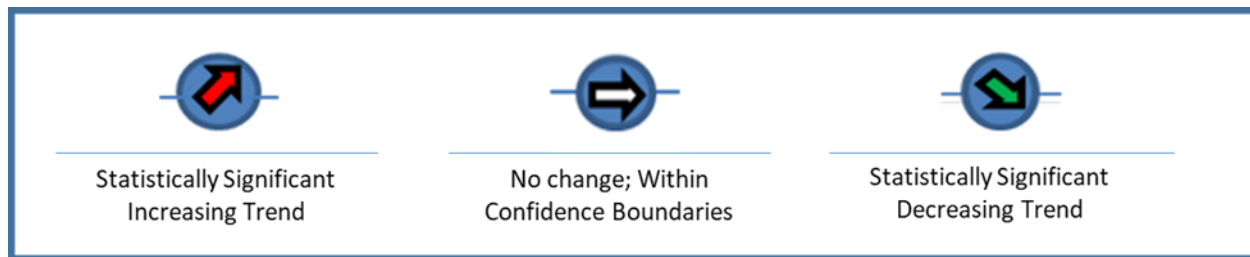 Statistically Significant
Increasing Trend
No change; Within
Confidence Boundaries
Statistically Significant
Decreasing Trend